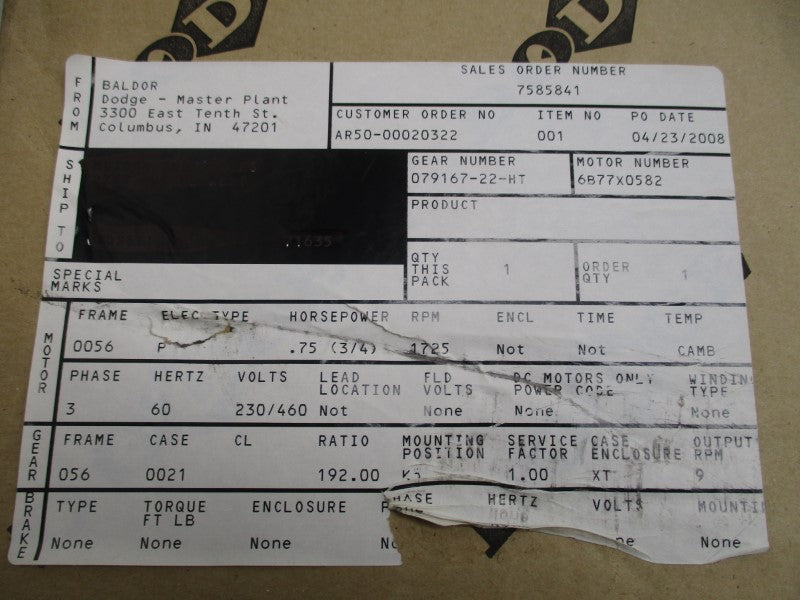 FROM
BALDOR
Dodge - Master Plant
3300 East Tenth St.
Columbus, IN 47201
SALES ORDER NUMBER
7585841
CUSTOMER ORDER NO ITEM NO PO DATE
AR50-00020322 001 04/23/2008
SHIP TO
GEAR NUMBER MOTOR NUMBER
079167-22-HT 6B77X0582
PRODUCT
SPECIAL
MARKS
QTY
THIS
PACK
1
ORDER
QTY
1
MOTOR
FRAME ELEC TYPE HORSEPOWER RPM ENCL TIME TEMP
0056 P .75 (3/4) 1725 Not Not CAMB
PHASE HERTZ VOLTS LEAD FLD DC MOTORS ONLY WINDIN
LOCATION VOLTS POWER CODE TYPE
3 60 230/460 Not None None None
GEAR
FRAME CASE CL RATIO MOUNTING SERVICE CASE OUTPUT
POSITION FACTOR ENCLOSURE RPM
056 0021 192.00 1.00 XT 9
BRAKE
TYPE TORQUE ENCLOSURE HASE HERTZ VOLTS MOUNTI
FT LB
None None None None